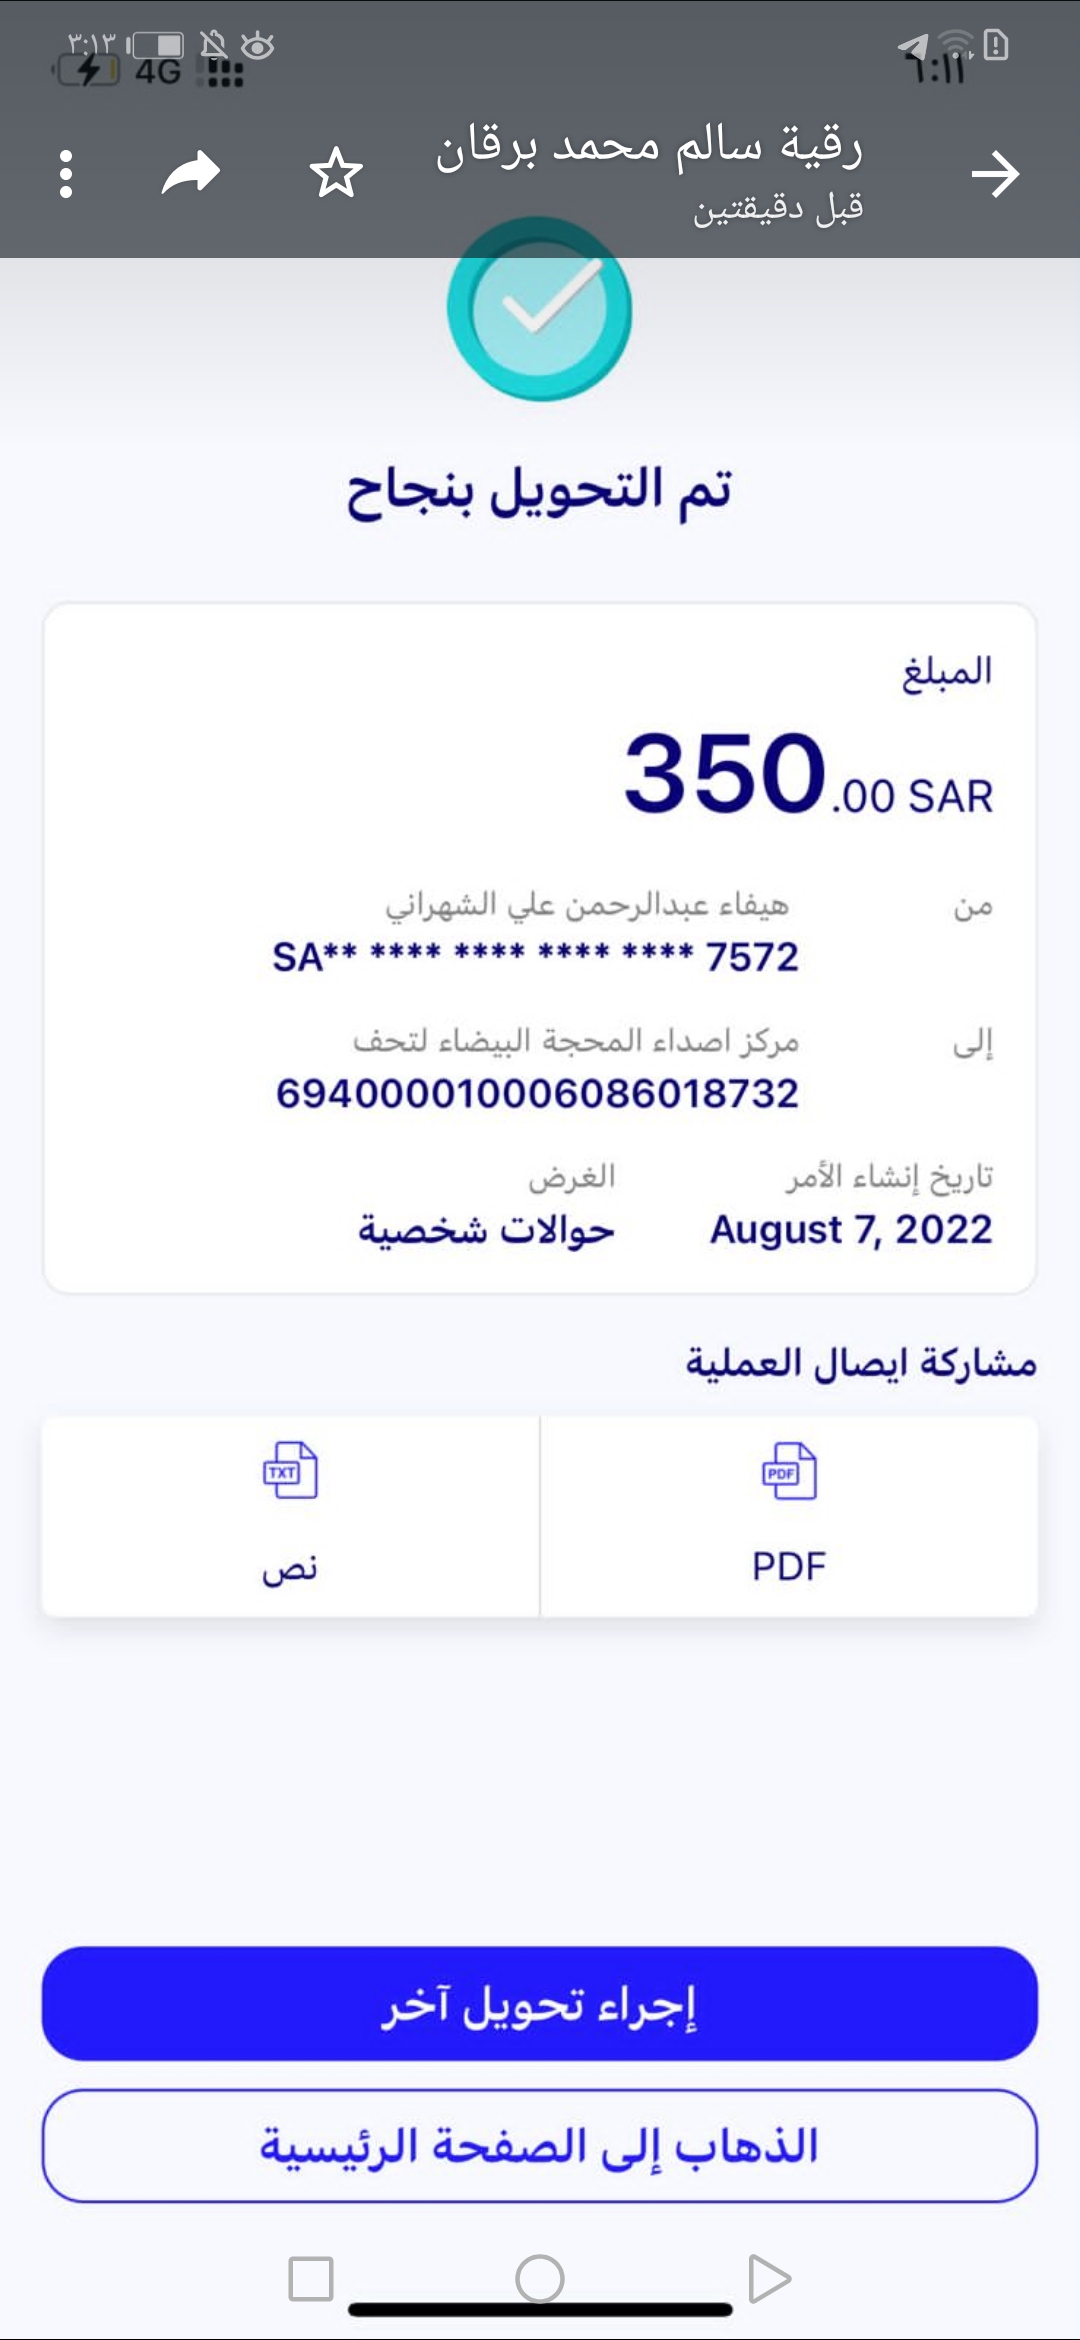 ٣:١٣
4G
٦:١١
رقية سالم محمد برقان
قبل دقيقتين
تم التحويل بنجاح
المبلغ
350.00 SAR
من
هيفاء عبدالرحمن علي الشهراني
SA** **** **** **** **** 7572
إلى
مركز اصداء المحجة البيضاء لتحف
694000010006086018732
تاريخ إنشاء الأمر
August 7, 2022
الغرض
حوالات شخصية
مشاركة ايصال العملية
PDF
PDF
TXT
نص
إجراء تحويل آخر
الذهاب إلى الصفحة الرئيسية